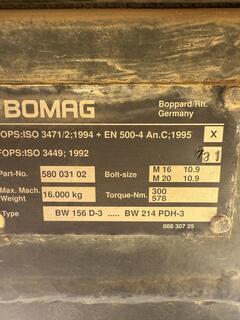 BOMAG Boppard/Rh. Germany
OPS:ISO 3471/2;1994 + EN 500-4 An.C;1995 X
FOPS:ISO 3449; 1992 731
Part-No. 580 031 02 Bolt-size M 16 10.9 M 20 10.9
Max. Mach. Weight 16.000 kg Torque-Nm. 300 578
Type BW 156 D-3 ..... BW 214 PDH-3
008 307 25